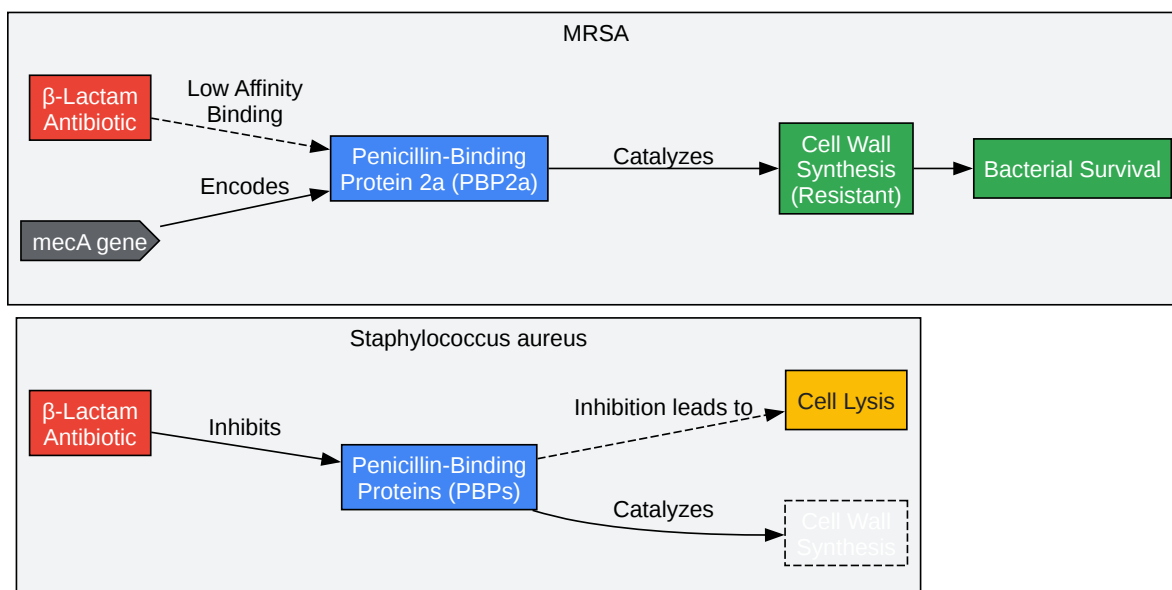 MRSA
β-Lactam
Antibiotic
Low Affinity
Binding
Penicillin-Binding
Protein 2a (PBP2a)
Catalyzes
Cell Wall
Synthesis
(Resistant)
Bacterial Survival
Encodes
mecA gene
Staphylococcus aureus
β-Lactam
Antibiotic
Inhibits
Penicillin-Binding
Proteins (PBPs)
Inhibition leads to
Cell Lysis
Catalyzes
Cell Wall
Synthesis